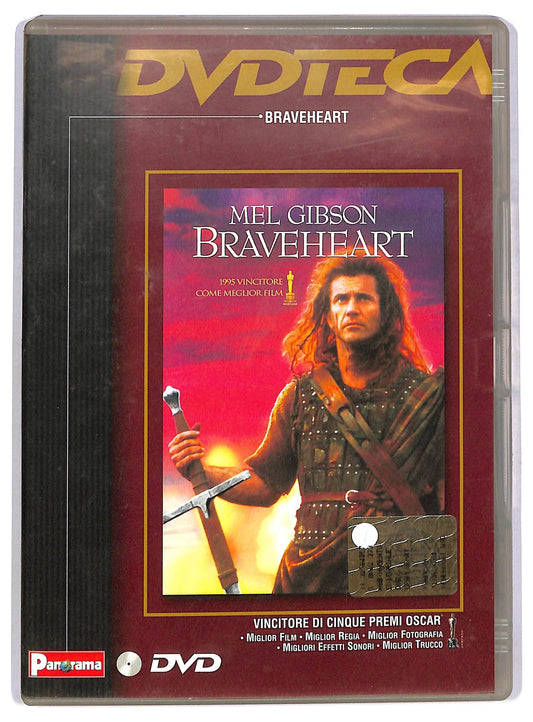 DVDTECA
• BRAVEHEART
MEL GIBSON
BRAVEHEART
1995 VINCITORE
COME MEGLIOR FILM
VINCITORE DI CINQUE PREMI OSCAR®
• MIGLIOR FILM • MIGLIOR REGIA • MIGLIOR FOTOGRAFIA
• MIGLIORI EFFETTI SONORI • MIGLIOR TRUCCO
Panorama
DVD